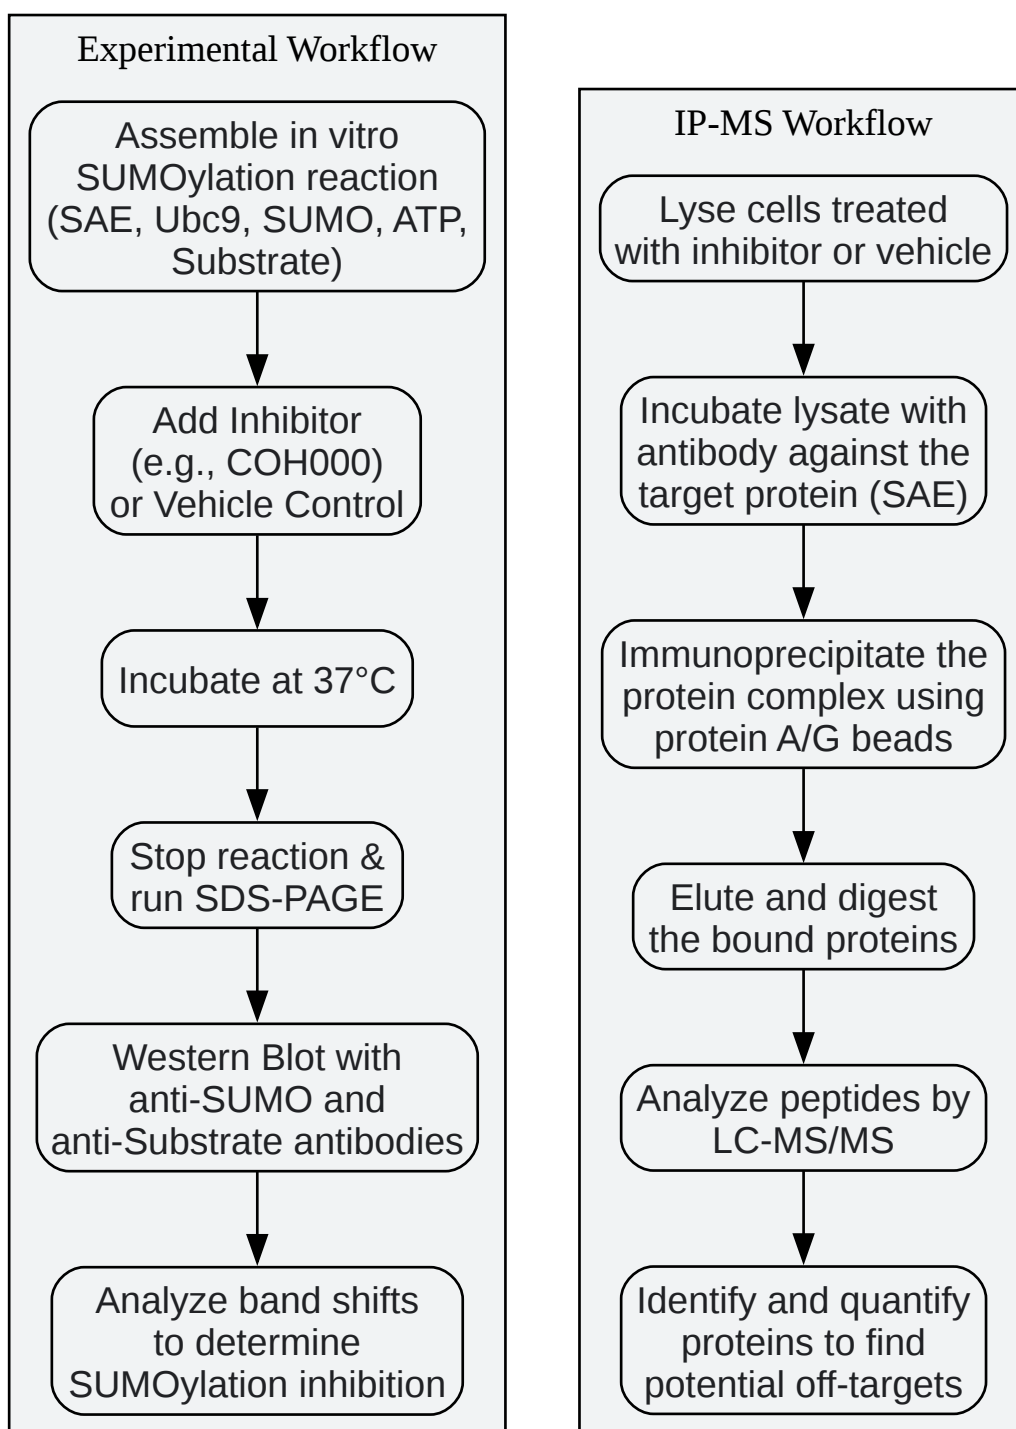 Experimental Workflow
Assemble in vitro
SUMOylation reaction
(SAE, Ubc9, SUMO, ATP,
Substrate)
Add Inhibitor
(e.g., COH000)
or Vehicle Control
Incubate at 37°C
Stop reaction &
run SDS-PAGE
Western Blot with
anti-SUMO and
anti-Substrate antibodies
Analyze band shifts
to determine
SUMOylation inhibition
IP-MS Workflow
Lyse cells treated
with inhibitor or vehicle
Incubate lysate with
antibody against the
target protein (SAE)
Immunoprecipitate the
protein complex using
protein A/G beads
Elute and digest
the bound proteins
Analyze peptides by
LC-MS/MS
Identify and quantify
proteins to find
potential off-targets